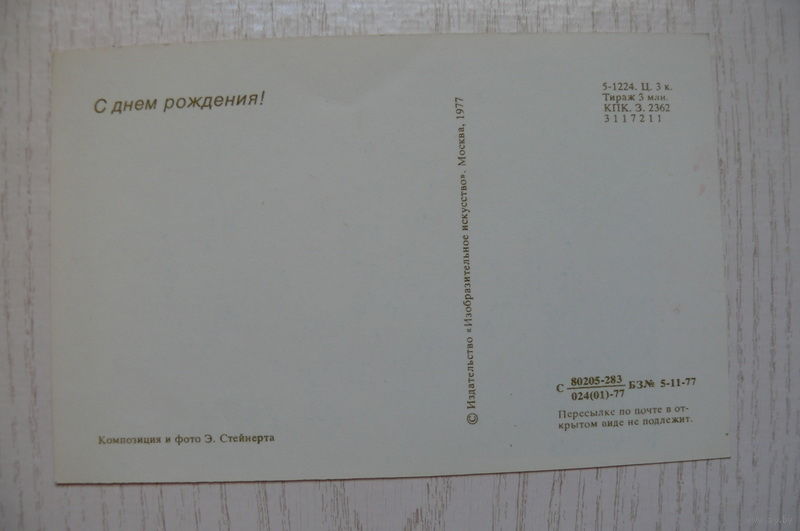 С днем рождения!
5-1224. Ц. 3 к.
Тираж 3 млн.
КПК. З. 2362
3117211
© Издательство «Изобразительное искусство». Москва, 1977
С 80205-283 БЗ№ 5-11-77
024(01)-77
Пересылке по почте в от-
крытом виде не подлежит.
Композиция и фото Э. Стейнерта